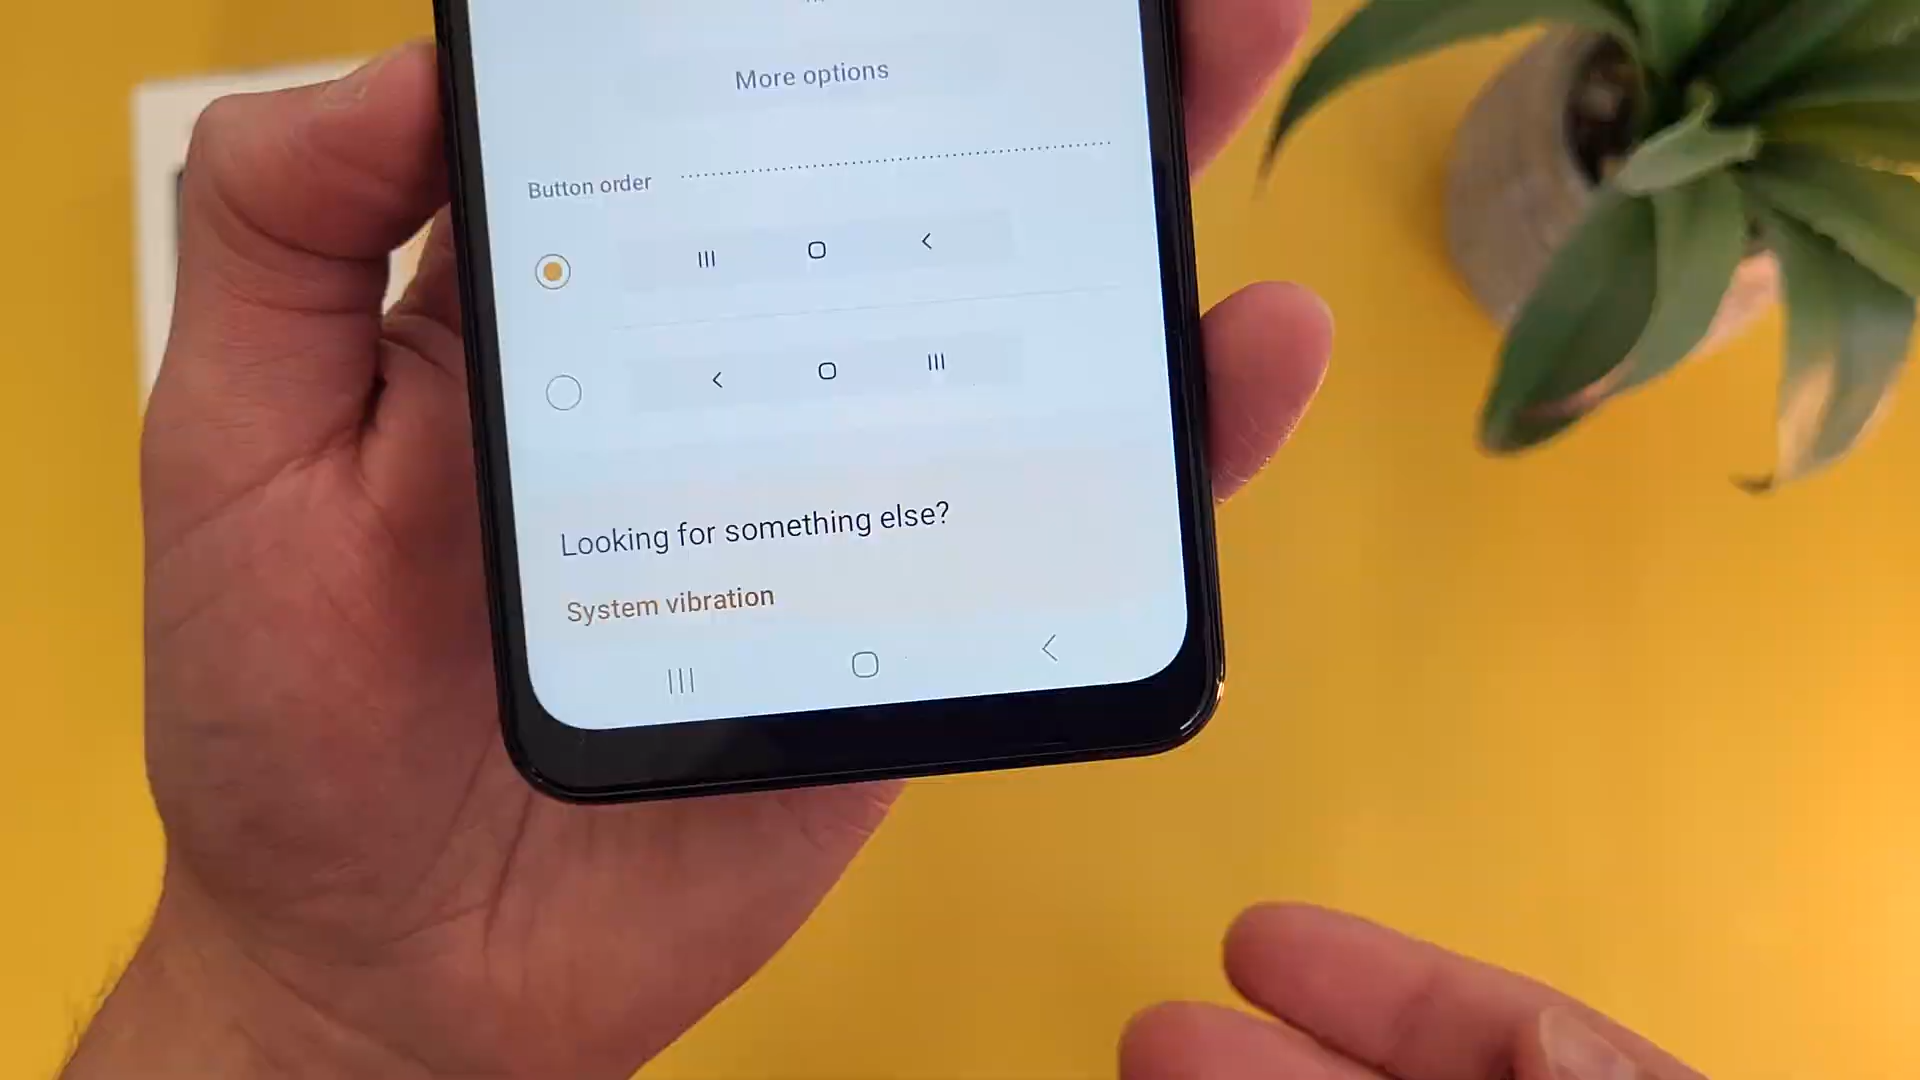 More options
Button order
Looking for something else?
System vibration